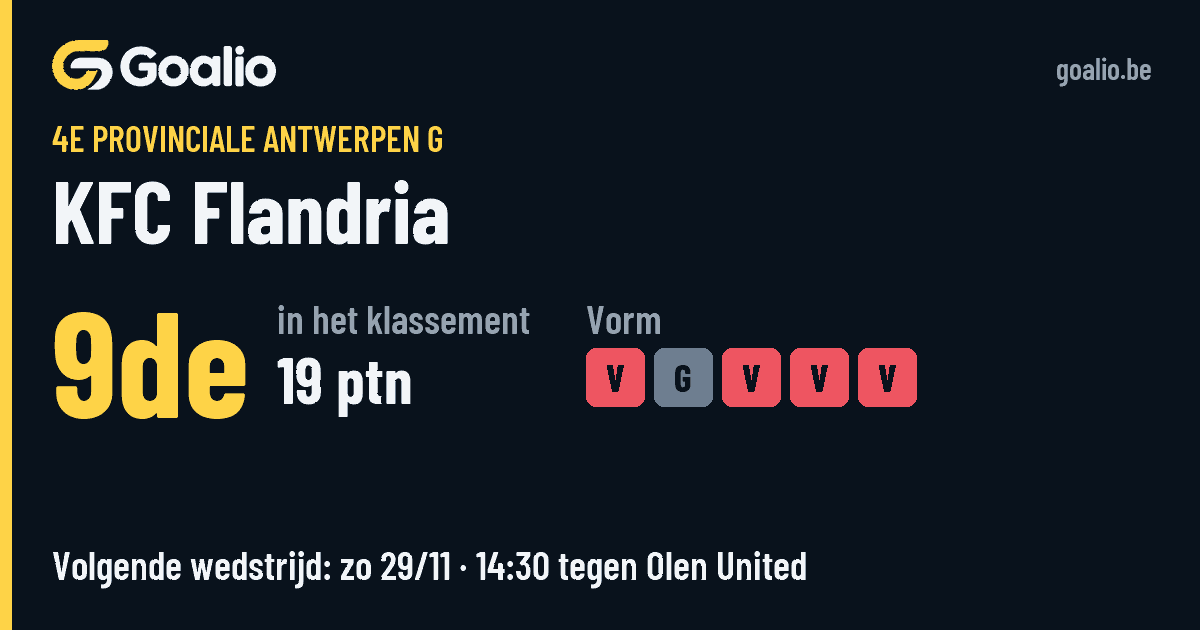 Goalio
goalio.be
4E PROVINCIALE ANTWERPEN G
KFC Flandria
9de
in het klassement
19 ptn
Vorm
V G V V V
Volgende wedstrijd: zo 29/11 · 14:30 tegen Olen United